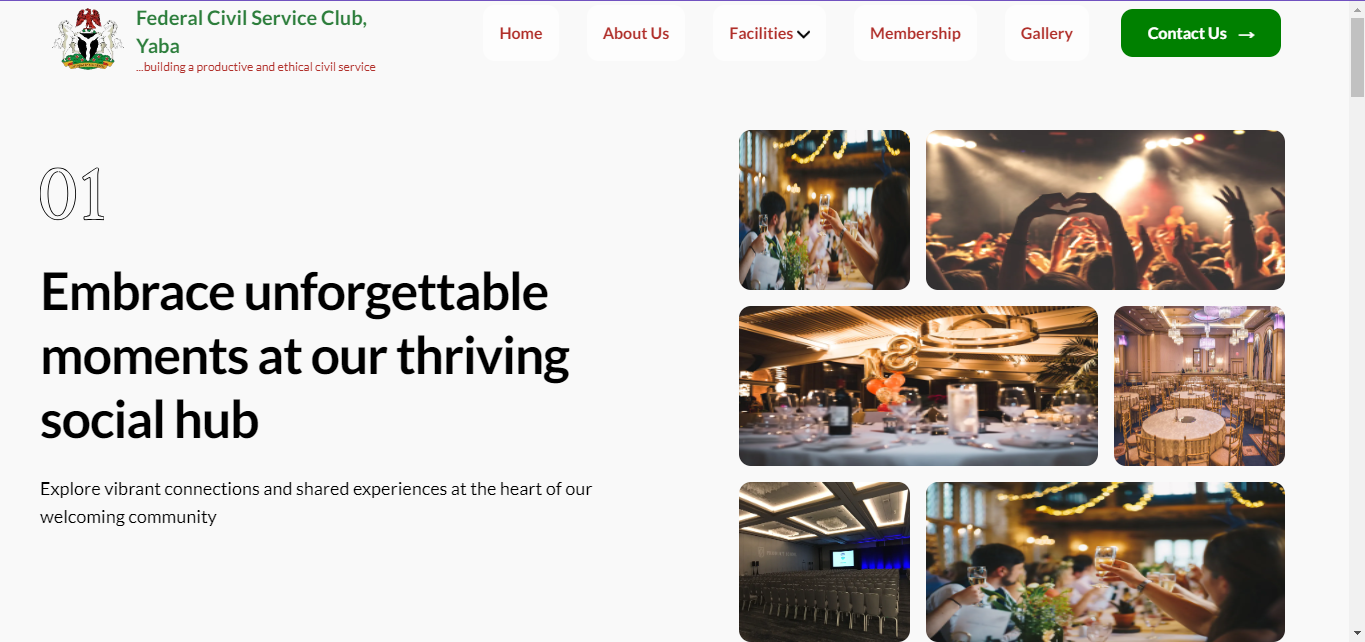 Federal Civil Service Club,
Yaba
...building a productive and ethical civil service
Home
About Us
Facilities
Membership
Gallery
Contact Us →
01
Embrace unforgettable
moments at our thriving
social hub
Explore vibrant connections and shared experiences at the heart of our
welcoming community
18